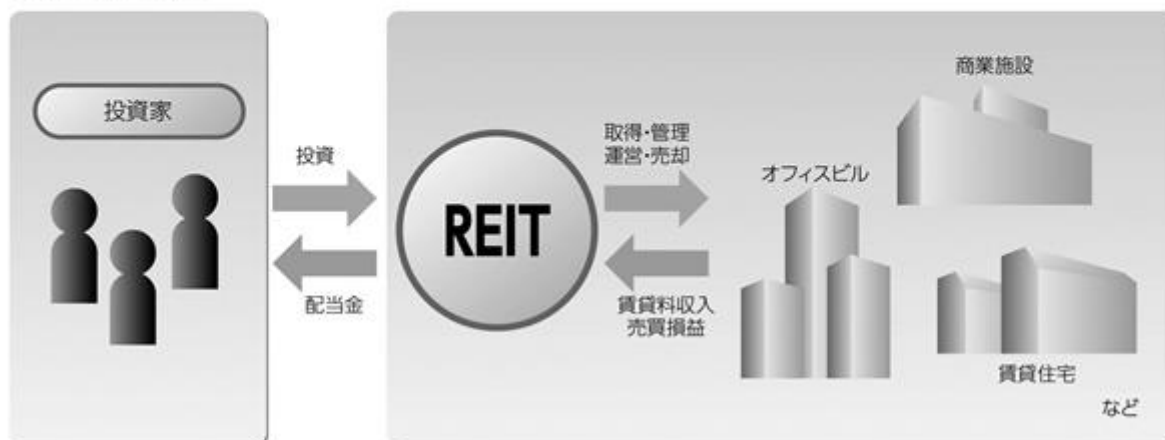 投資家
投資
配当金
REIT
取得・管理
運営・売却
賃貸料収入
売買損益
オフィスビル
商業施設
賃貸住宅
など